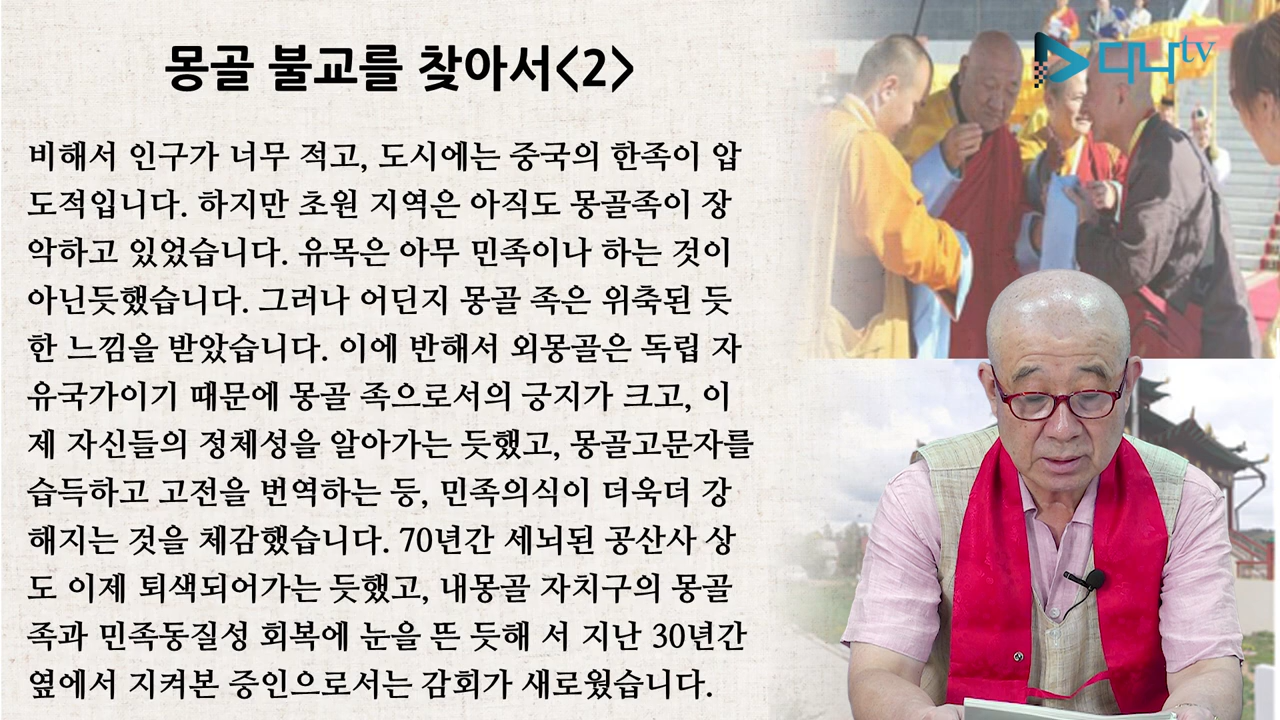 몽골 불교를 찾아서<2>
tv
비해서 인구가 너무 적고, 도시에는 중국의 한족이 압
도적입니다. 하지만 초원 지역은 아직도 몽골족이 장
악하고 있었습니다. 유목은 아무 민족이나 하는 것이
아닌듯했습니다. 그러나 어딘지 몽골 족은 위축된 듯
한 느낌을 받았습니다. 이에 반해서 외몽골은 독립 자
유국가이기 때문에 몽골 족으로서의 긍지가 크고, 이
제 자신들의 정체성을 알아가는 듯했고, 몽골고문자를
습득하고 고전을 번역하는 등, 민족의식이 더욱더 강
해지는 것을 체감했습니다. 70년간 세뇌된 공산사 상
도 이제 퇴색되어가는 듯했고, 내몽골 자치구의 몽골
족과 민족동질성 회복에 눈을 뜬 듯해 서 지난 30년간
옆에서 지켜본 증인으로서는 감회가 새로웠습니다.